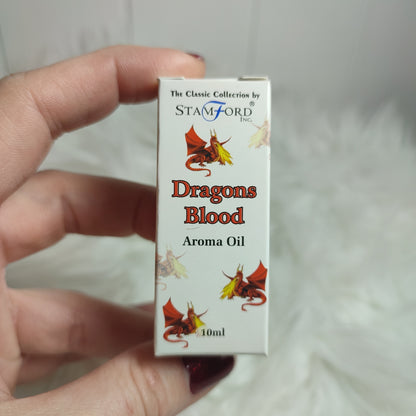 The Classic Collection by
STAMFORD®
INC.
Dragons
Blood
Aroma Oil
10ml